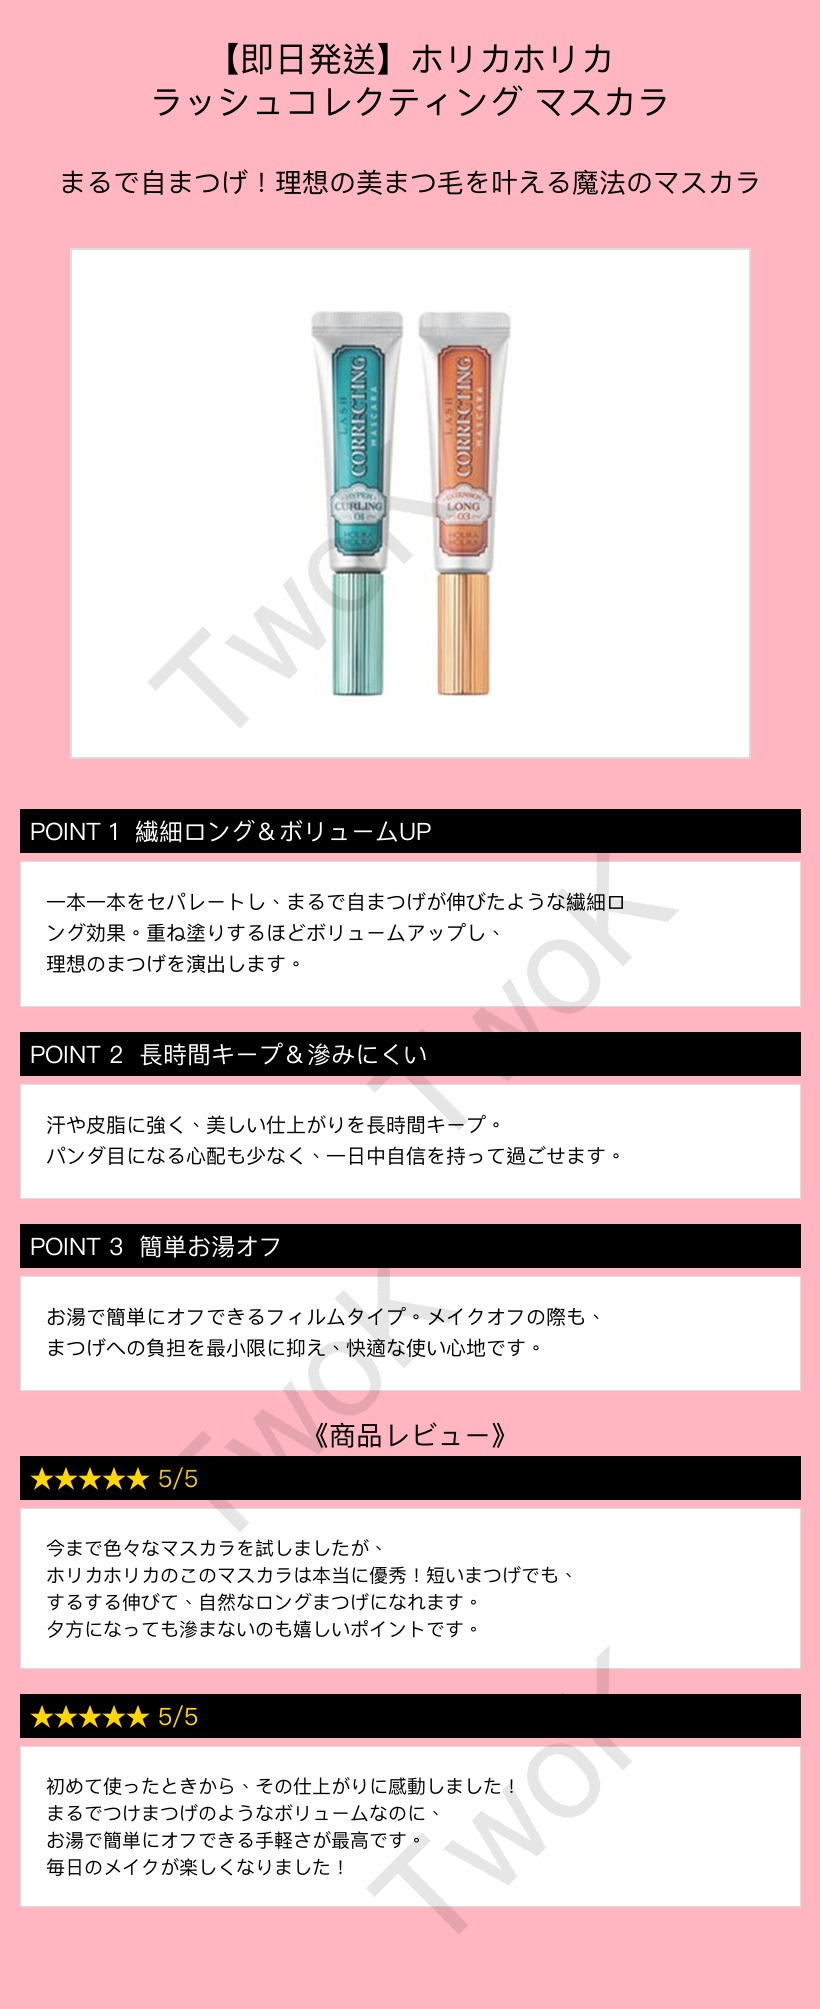 【即日発送】ホリカホリカ
ラッシュコレクティング マスカラ
まるで自まつげ！理想の美まつ毛を叶える魔法のマスカラ
LASH
CORRECTING
MASCARA
HYPER
CURLING
01
HOLIKA
HOLIKA
LASH
CORRECTING
MASCARA
EXTENSION
LONG
03
HOLIKA
HOLIKA
TwoK
POINT 1 繊細ロング＆ボリュームUP
一本一本をセパレートし、まるで自まつげが伸びたような繊細ロ
ング効果。重ね塗りするほどボリュームアップし、
理想のまつげを演出します。
TwoK
POINT 2 長時間キープ＆滲みにくい
汗や皮脂に強く、美しい仕上がりを長時間キープ。
パンダ目になる心配も少なく、一日中自信を持って過ごせます。
POINT 3 簡単お湯オフ
お湯で簡単にオフできるフィルムタイプ。メイクオフの際も、
まつげへの負担を最小限に抑え、快適な使い心地です。
TwoK
《商品レビュー》
★★★★★ 5/5
今まで色々なマスカラを試しましたが、
ホリカホリカのこのマスカラは本当に優秀！短いまつげでも、
するする伸びて、自然なロングまつげになれます。
夕方になっても滲まないのも嬉しいポイントです。
★★★★★ 5/5
初めて使ったときから、その仕上がりに感動しました！
まるでつけまつげのようなボリュームなのに、
お湯で簡単にオフできる手軽さが最高です。
毎日のメイクが楽しくなりました！
TwoK